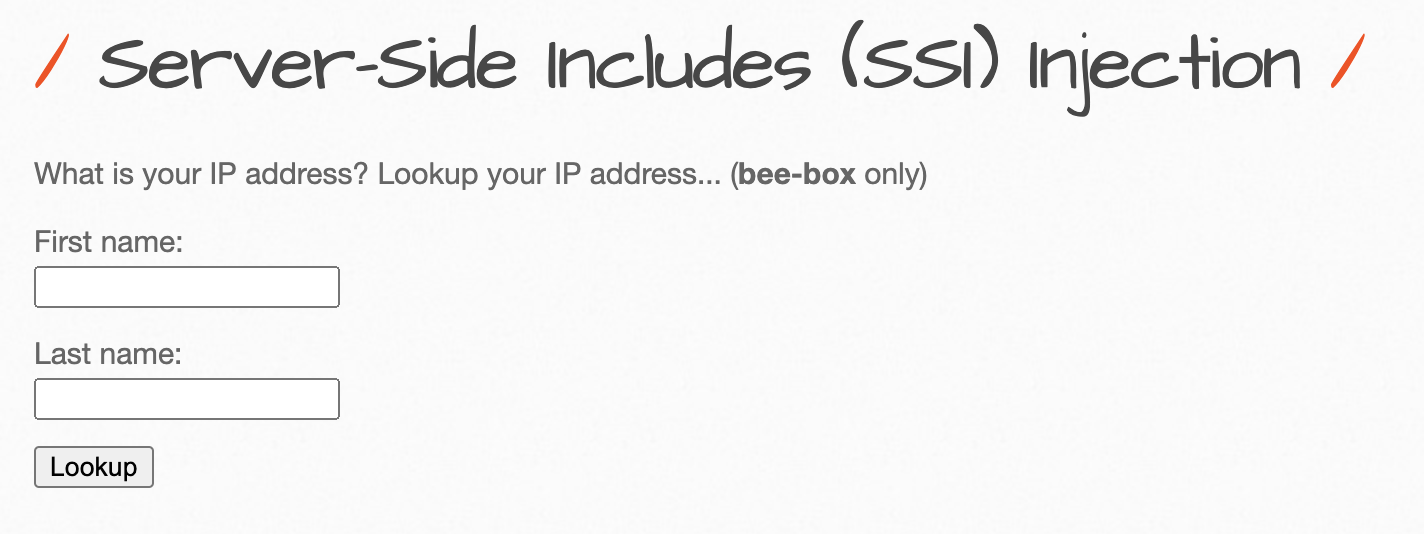 / Server-Side Includes (SSI) Injection /
What is your IP address? Lookup your IP address... (bee-box only)
First name:
Last name:
Lookup